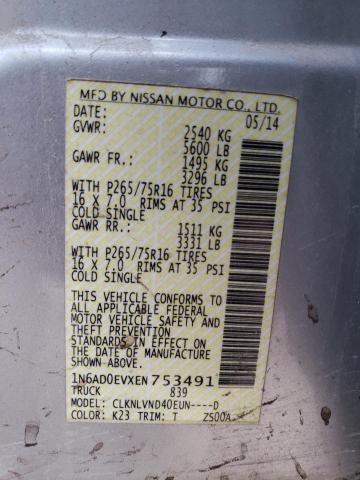 MFD BY NISSAN MOTOR CO., LTD.
DATE: 05/14
GVWR: 2540 KG
5600 LB
GAWR FR.: 1495 KG
3296 LB
WITH P265/75R16 TIRES
16 X 7.0 RIMS AT 35 PSI
COLD SINGLE
GAWR RR.: 1511 KG
3331 LB
WITH P265/75R16 TIRES
16 X 7.0 RIMS AT 35 PSI
COLD SINGLE
THIS VEHICLE CONFORMS TO
ALL APPLICABLE FEDERAL
MOTOR VEHICLE SAFETY
STANDARDS IN EFFECT ON
THE DATE OF MANUFACTURE
SHOWN ABOVE.
1N6AD0EVXEN753491
TRUCK 839
MODEL: CLKNLVND40EUN----D
COLOR: K23 TRIM: T ZS00A